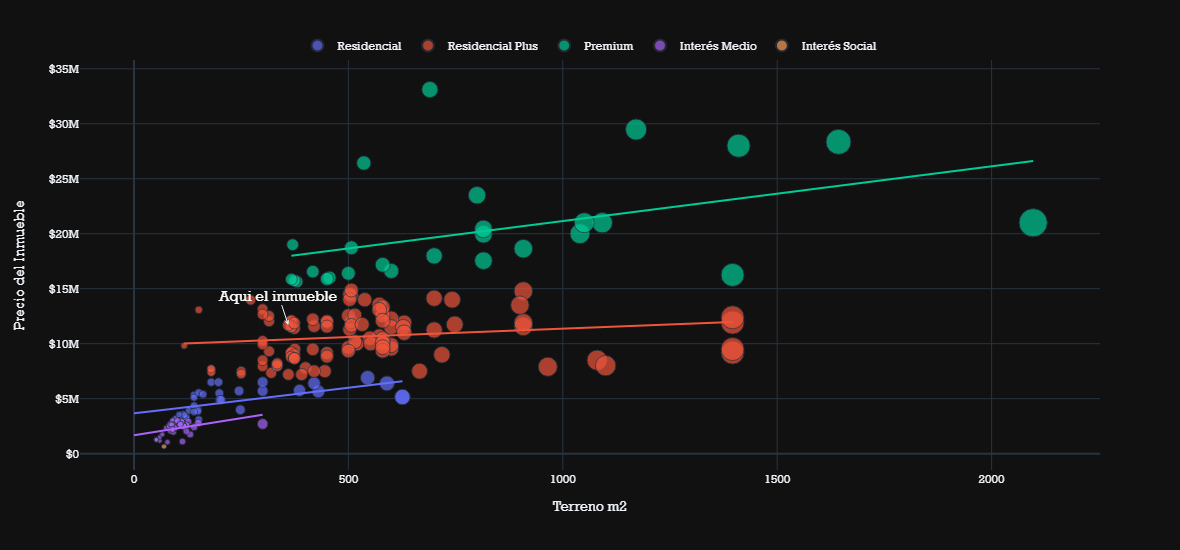 Residencial Residencial Plus Premium Interés Medio Interés Social
$35M
$30M
$25M
$20M
$15M
$10M
$5M
$0
Precio del Inmueble
Aqui el inmueble
0 500 1000 1500 2000
Terreno m2